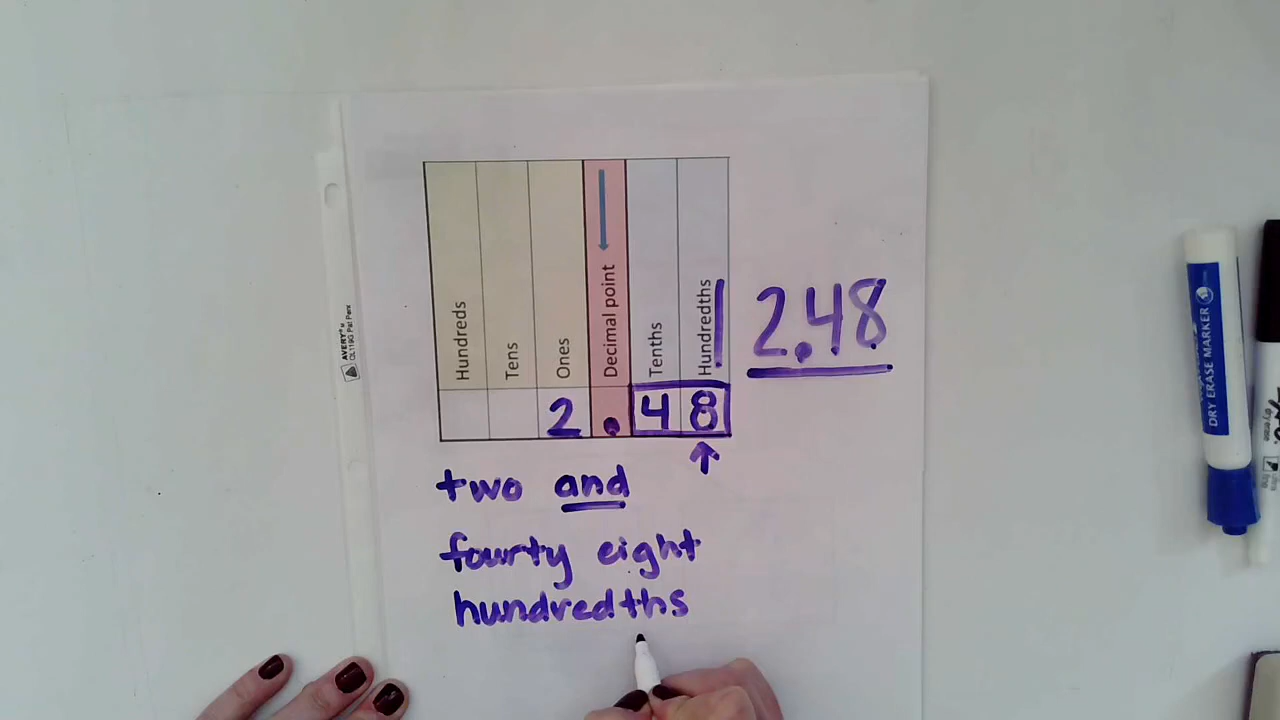 Hundreds
Tens
Ones
Decimal point
Tenths
Hundredths
2 . 4 8
2.48
two and
fourty eight
hundredths
AVERY
DRY ERASE MARKER